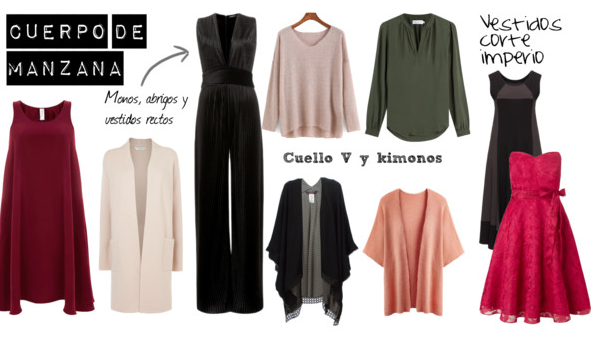 CUERPO DE
MANZANA
Monos, abrigos y
vestidos rectos
Cuello V y kimonos
Vestidos
corte
imperio